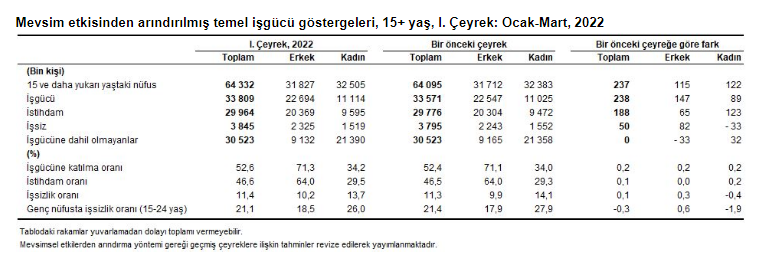 Mevsim etkisinden arındırılmış temel işgücü göstergeleri, 15+ yaş, I. Çeyrek: Ocak-Mart, 2022
I. Çeyrek, 2022 Bir önceki çeyrek Bir önceki çeyreğe göre fark
Toplam Erkek Kadın Toplam Erkek Kadın Toplam Erkek Kadın
(Bin kişi)
15 ve daha yukarı yaştaki nüfus 64 332 31 827 32 505 64 095 31 712 32 383 237 115 122
İşgücü 33 809 22 694 11 114 33 571 22 547 11 025 238 147 89
İstihdam 29 964 20 369 9 595 29 776 20 304 9 472 188 65 123
İşsiz 3 845 2 325 1 519 3 795 2 243 1 552 50 82 - 33
İşgücüne dahil olmayanlar 30 523 9 132 21 390 30 523 9 165 21 358 0 - 33 32
(%)
İşgücüne katılma oranı 52,6 71,3 34,2 52,4 71,1 34,0 0,2 0,2 0,2
İstihdam oranı 46,6 64,0 29,5 46,5 64,0 29,3 0,1 0,0 0,2
İşsizlik oranı 11,4 10,2 13,7 11,3 9,9 14,1 0,1 0,3 -0,4
Genç nüfusta işsizlik oranı (15-24 yaş) 21,1 18,5 26,0 21,4 17,9 27,9 -0,3 0,6 -1,9
Tablodaki rakamlar yuvarlamadan dolayı toplamı vermeyebilir.
Mevsimsel etkilerden arındırma yöntemi gereği geçmiş çeyreklere ilişkin tahminler revize edilerek yayımlanmaktadır.